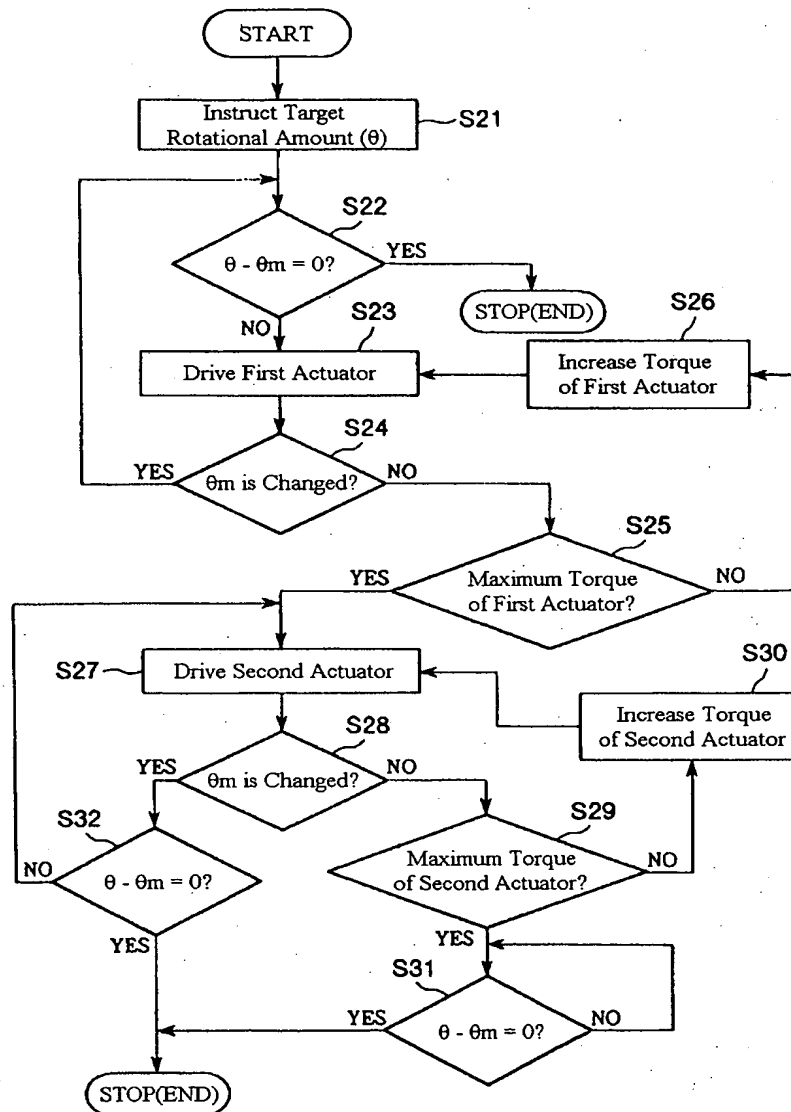 START
Instruct Target
Rotational Amount (θ)
S21
S22
θ - θm = 0?
YES
STOP(END)
NO
S23
Drive First Actuator
S26
Increase Torque
of First Actuator
S24
YES
θm is Changed?
NO
S25
YES
Maximum Torque
of First Actuator?
NO
S27
Drive Second Actuator
S30
Increase Torque
of Second Actuator
S28
YES
θm is Changed?
NO
S32
S29
NO
θ - θm = 0?
Maximum Torque
of Second Actuator?
NO
YES
YES
S31
YES
θ - θm = 0?
NO
STOP(END)